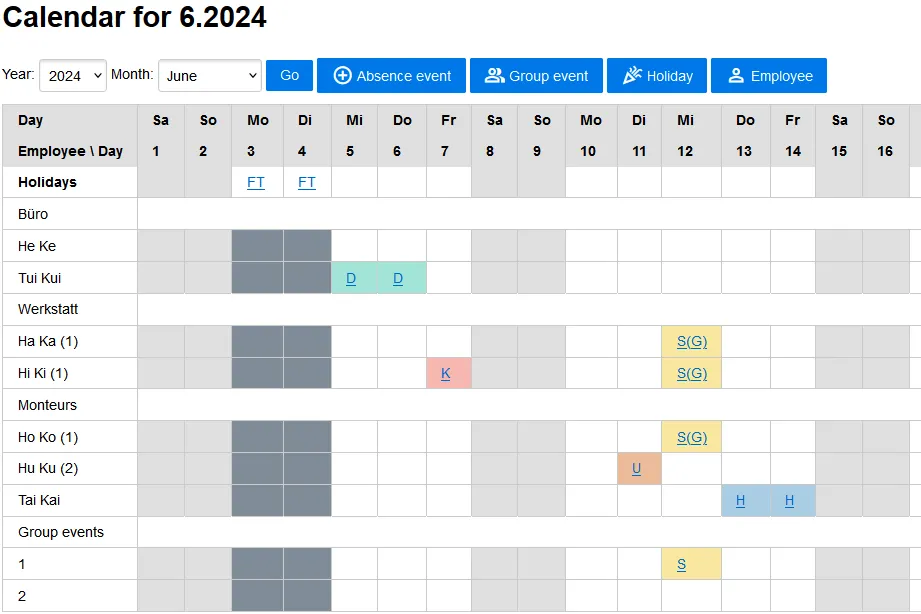 Calendar for 6.2024
Year: 2024 Month: June Go Absence event Group event Holiday Employee
Day Sa So Mo Di Mi Do Fr Sa So Mo Di Mi Do Fr Sa So
Employee \ Day 1 2 3 4 5 6 7 8 9 10 11 12 13 14 15 16
Holidays FT FT
Büro
He Ke
Tui Kui D D
Werkstatt
Ha Ka (1) S(G)
Hi Ki (1) K S(G)
Monteurs
Ho Ko (1) S(G)
Hu Ku (2) U
Tai Kai H H
Group events
1 S
2